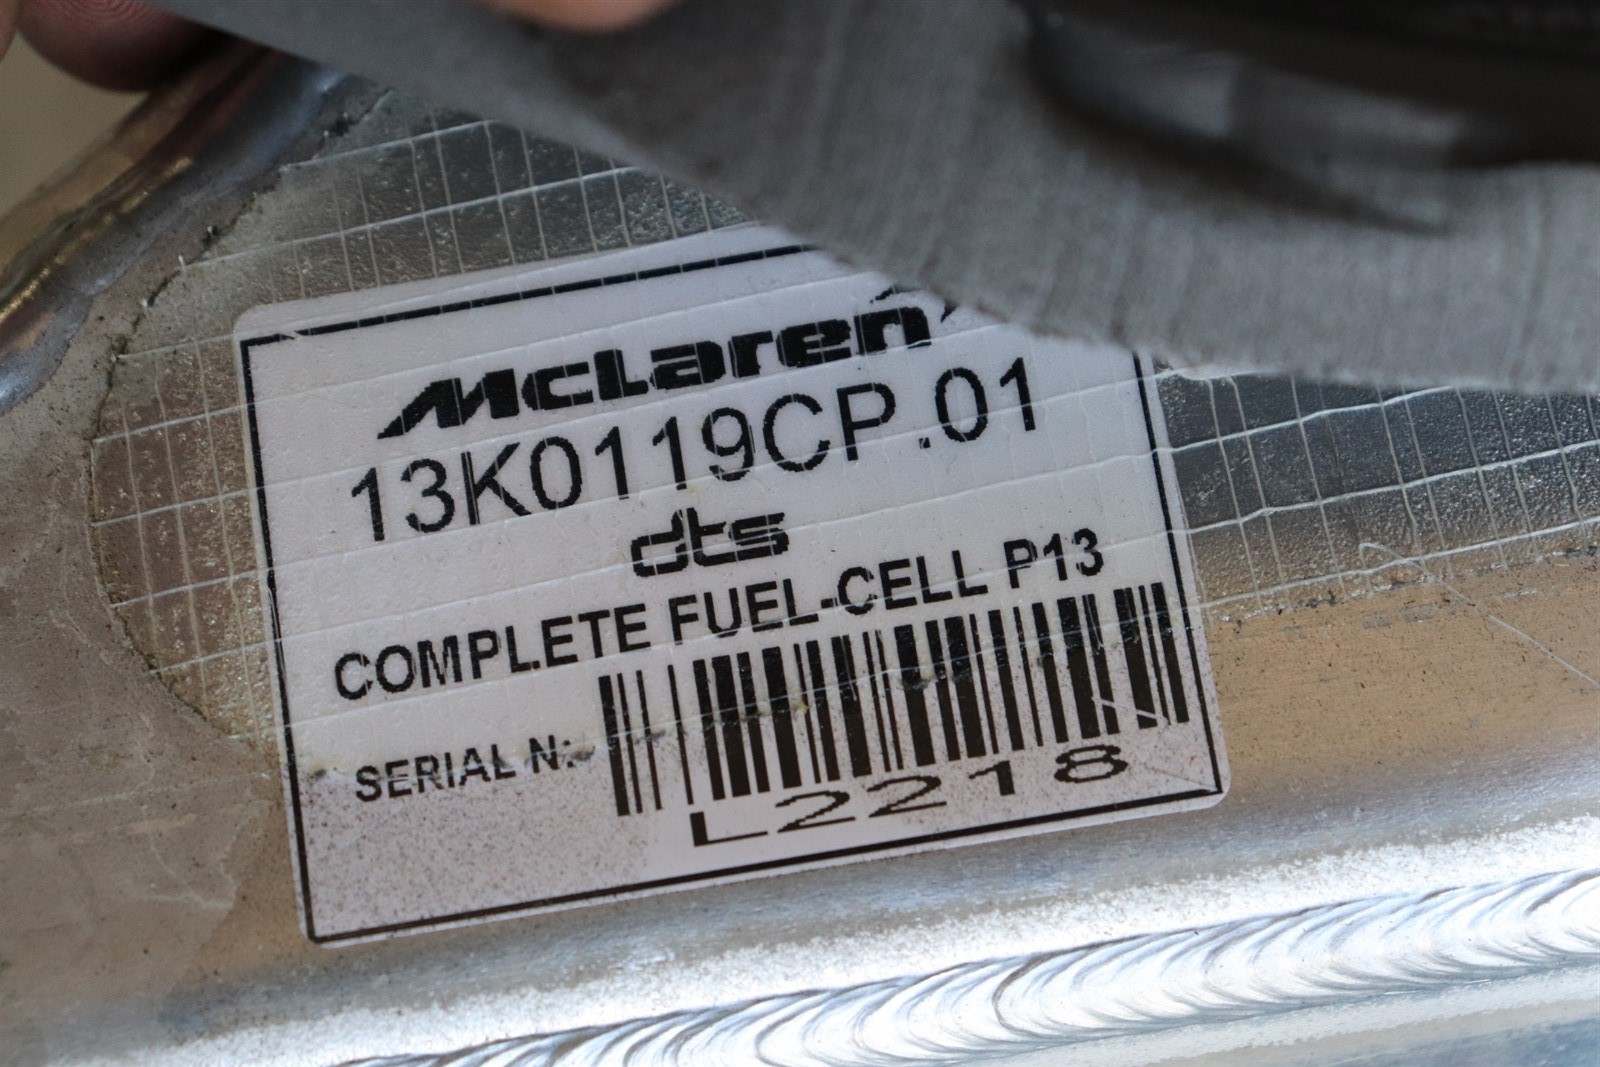 McLaren
13K0119CP.01
dts
COMPLETE FUEL-CELL P13
SERIAL N:
L2218